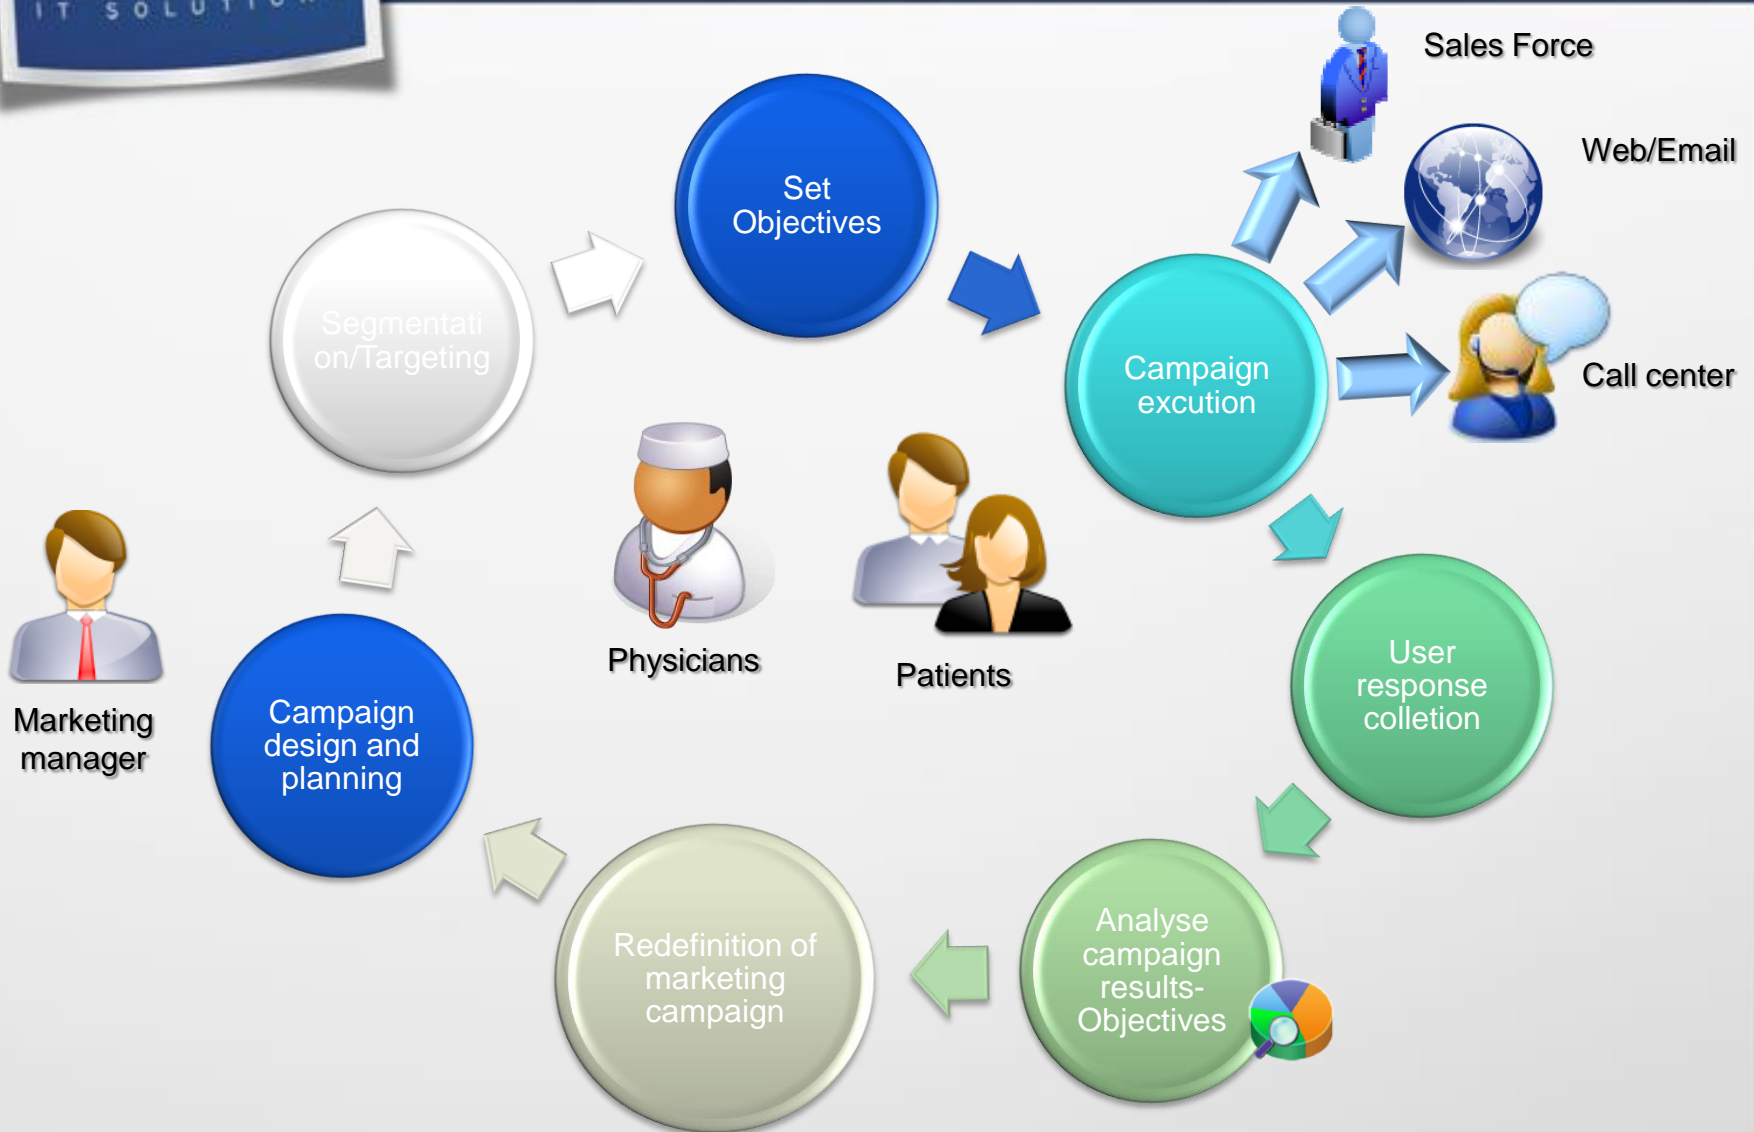 IT SOLUTION
Sales Force
Web/Email
Set
Objectives
Segmentati
on/Targeting
Campaign
excution
Call center
Physicians
Patients
Marketing
manager
Campaign
design and
planning
User
response
colletion
Redefinition of
marketing
campaign
Analyse
campaign
results-
Objectives